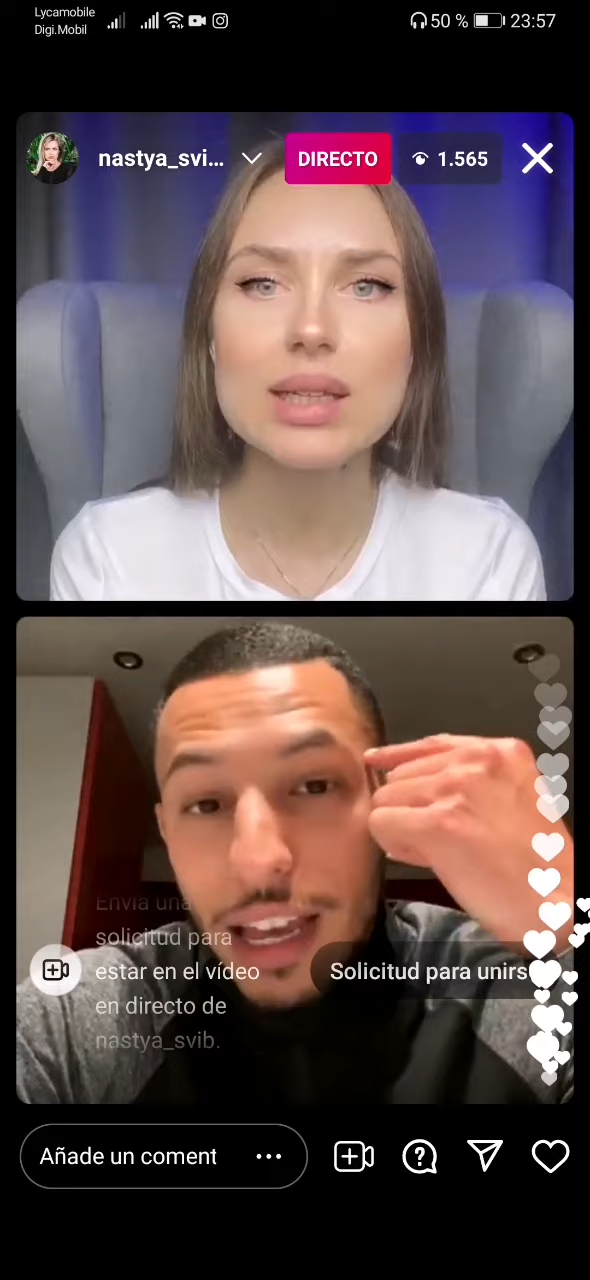 Lycamobile
Digi.Mobil
50 % 23:57
nastya_svi... DIRECTO 1.565
Envía una
solicitud para
estar en el vídeo
en directo de
nastya_svib.
Solicitud para unirs
Añade un coment